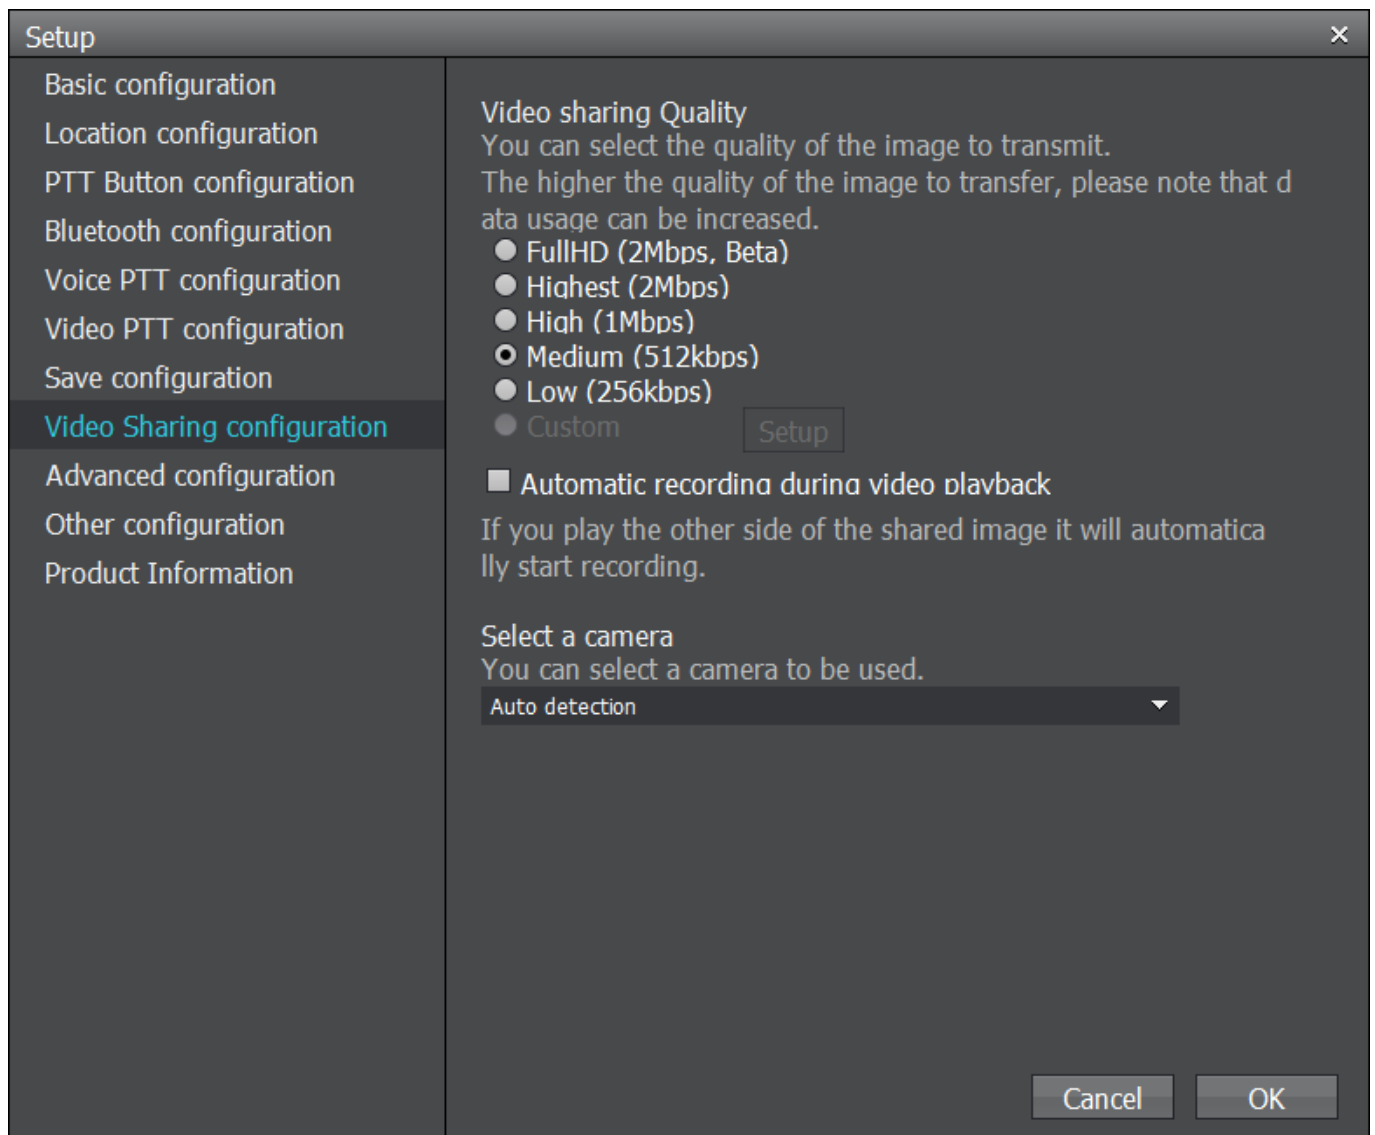 Setup
Basic configuration
Location configuration
PTT Button configuration
Bluetooth configuration
Voice PTT configuration
Video PTT configuration
Save configuration
Video Sharing configuration
Advanced configuration
Other configuration
Product Information
Video sharing Quality
You can select the quality of the image to transmit.
The higher the quality of the image to transfer, please note that d
ata usage can be increased.
FullHD (2Mbps, Beta)
Highest (2Mbps)
High (1Mbps)
Medium (512kbps)
Low (256kbps)
Custom Setup
Automatic recording during video playback
If you play the other side of the shared image it will automatica
lly start recording.
Select a camera
You can select a camera to be used.
Auto detection
Cancel OK